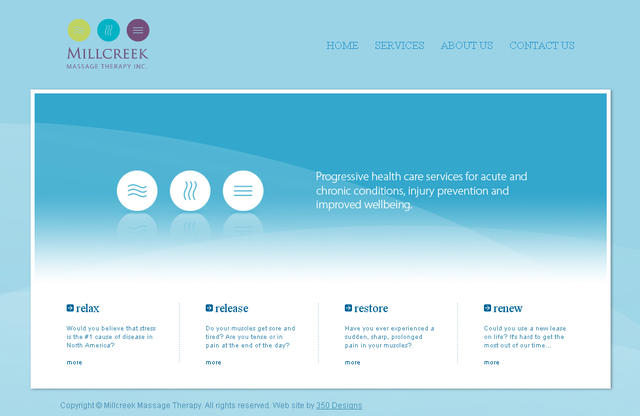 MILLCREEK
MASSAGE THERAPY INC.
HOME SERVICES ABOUT US CONTACT US
Progressive health care services for acute and
chronic conditions, injury prevention and
improved wellbeing.
relax
Would you believe that stress
is the #1 cause of disease in
North America?
more
release
Do your muscles get sore and
tired? Are you tense or in
pain at the end of the day?
more
restore
Have you ever experienced a
sudden, sharp, prolonged
pain in your muscles?
more
renew
Could you use a new lease
on life? It's hard to get the
most out of our time...
more
Copyright © Millcreek Massage Therapy. All rights reserved. Web site by 350 Designs